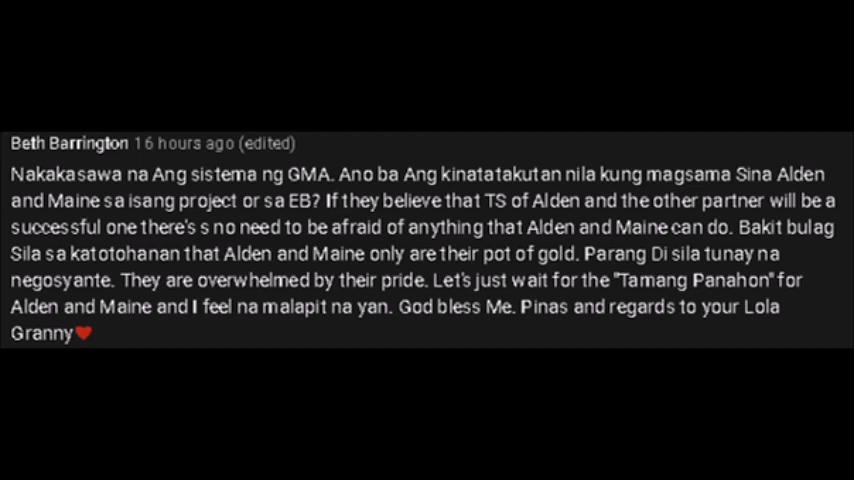 Beth Barrington 16 hours ago (edited)
Nakakasawa na Ang sistema ng GMA. Ano ba Ang kinatatakutan nila kung magsama Sina Alden
and Maine sa isang project or sa EB? If they believe that TS of Alden and the other partner will be a
successful one there's s no need to be afraid of anything that Alden and Maine can do. Bakit bulag
Sila sa katotohanan that Alden and Maine only are their pot of gold. Parang Di sila tunay na
negosyante. They are overwhelmed by their pride. Let's just wait for the "Tamang Panahon" for
Alden and Maine and I feel na malapit na yan. God bless Me. Pinas and regards to your Lola
Granny❤️